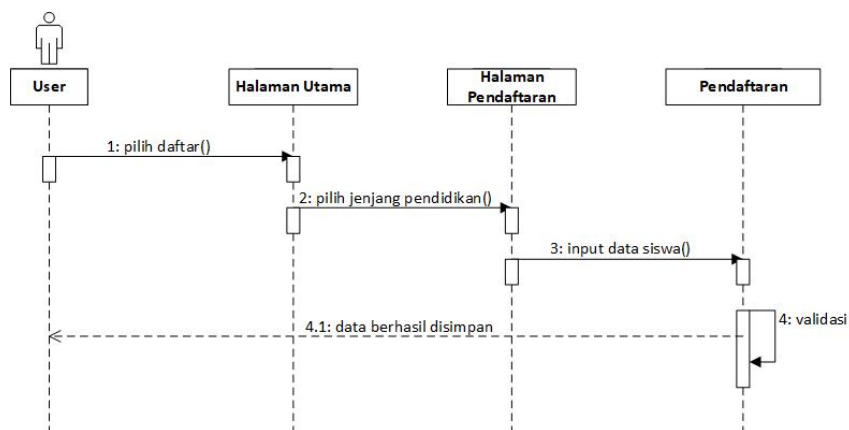 User
Halaman Utama
Halaman
Pendaftaran
Pendaftaran
1: pilih daftar()
2: pilih jenjang pendidikan()
3: input data siswa()
4: validasi
4.1: data berhasil disimpan